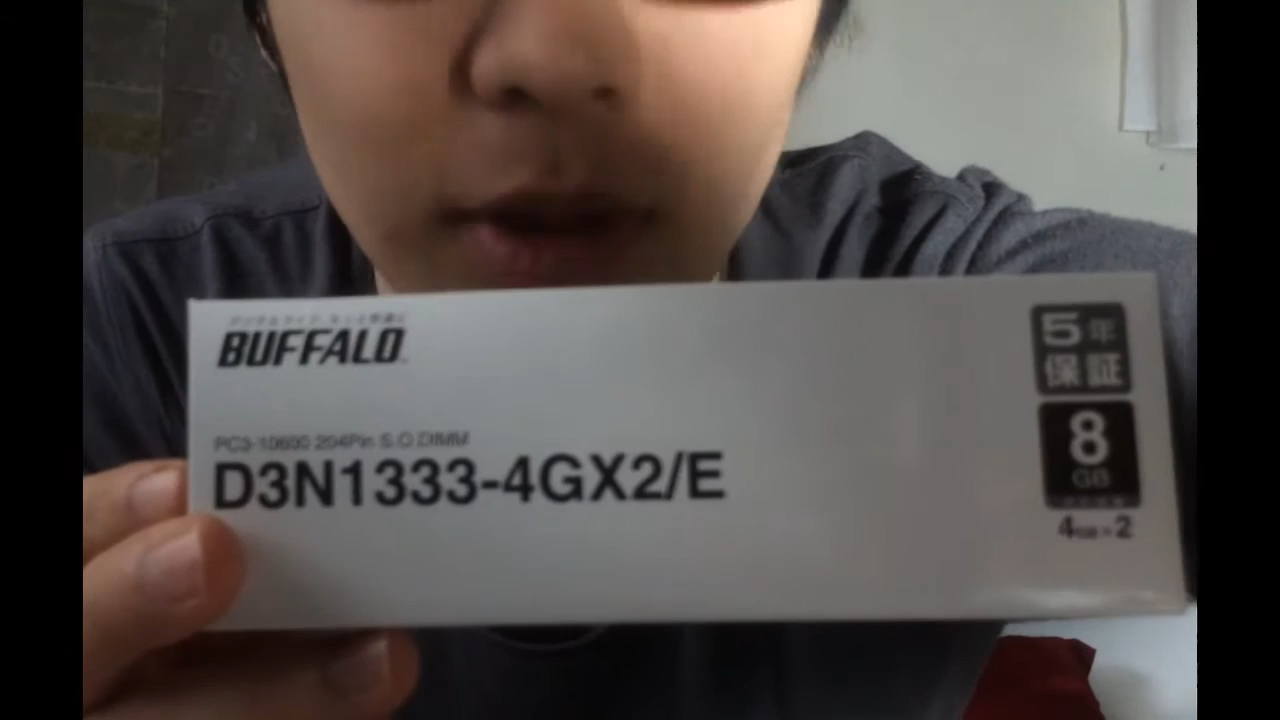 BUFFALO
PC3-10600 204Pin S.O.DIMM
D3N1333-4GX2/E
5年
保証
8
GB
4GB×2